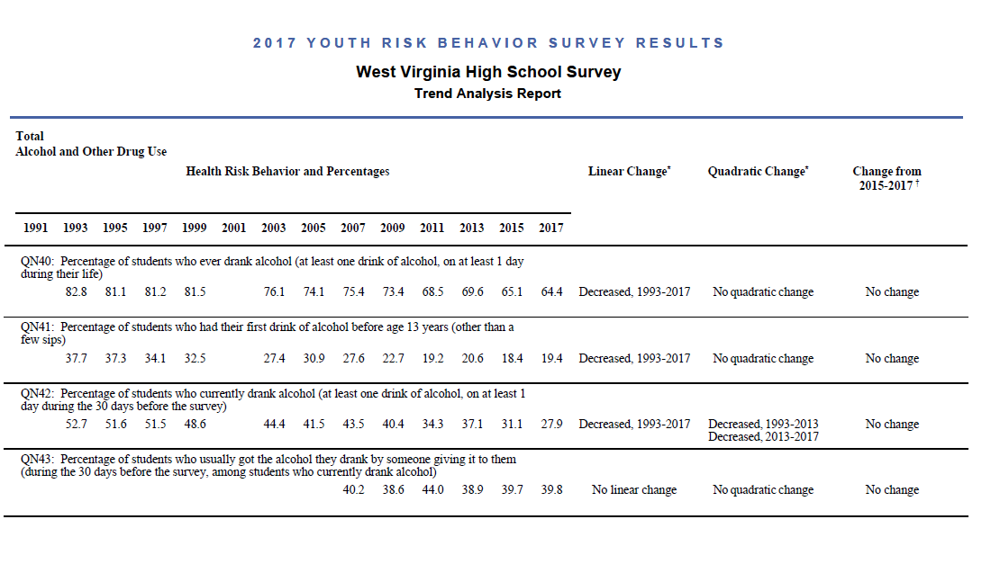 2017 YOUTH RISK BEHAVIOR SURVEY RESULTS
West Virginia High School Survey
Trend Analysis Report
Total
Alcohol and Other Drug Use
Health Risk Behavior and Percentages Linear Change* Quadratic Change* Change from
2015-2017 †
1991 1993 1995 1997 1999 2001 2003 2005 2007 2009 2011 2013 2015 2017
QN40: Percentage of students who ever drank alcohol (at least one drink of alcohol, on at least 1 day
during their life)
82.8 81.1 81.2 81.5 76.1 74.1 75.4 73.4 68.5 69.6 65.1 64.4 Decreased, 1993-2017 No quadratic change No change
QN41: Percentage of students who had their first drink of alcohol before age 13 years (other than a
few sips)
37.7 37.3 34.1 32.5 27.4 30.9 27.6 22.7 19.2 20.6 18.4 19.4 Decreased, 1993-2017 No quadratic change No change
QN42: Percentage of students who currently drank alcohol (at least one drink of alcohol, on at least 1
day during the 30 days before the survey)
52.7 51.6 51.5 48.6 44.4 41.5 43.5 40.4 34.3 37.1 31.1 27.9 Decreased, 1993-2017 Decreased, 1993-2013 No change
Decreased, 2013-2017
QN43: Percentage of students who usually got the alcohol they drank by someone giving it to them
(during the 30 days before the survey, among students who currently drank alcohol)
40.2 38.6 44.0 38.9 39.7 39.8 No linear change No quadratic change No change